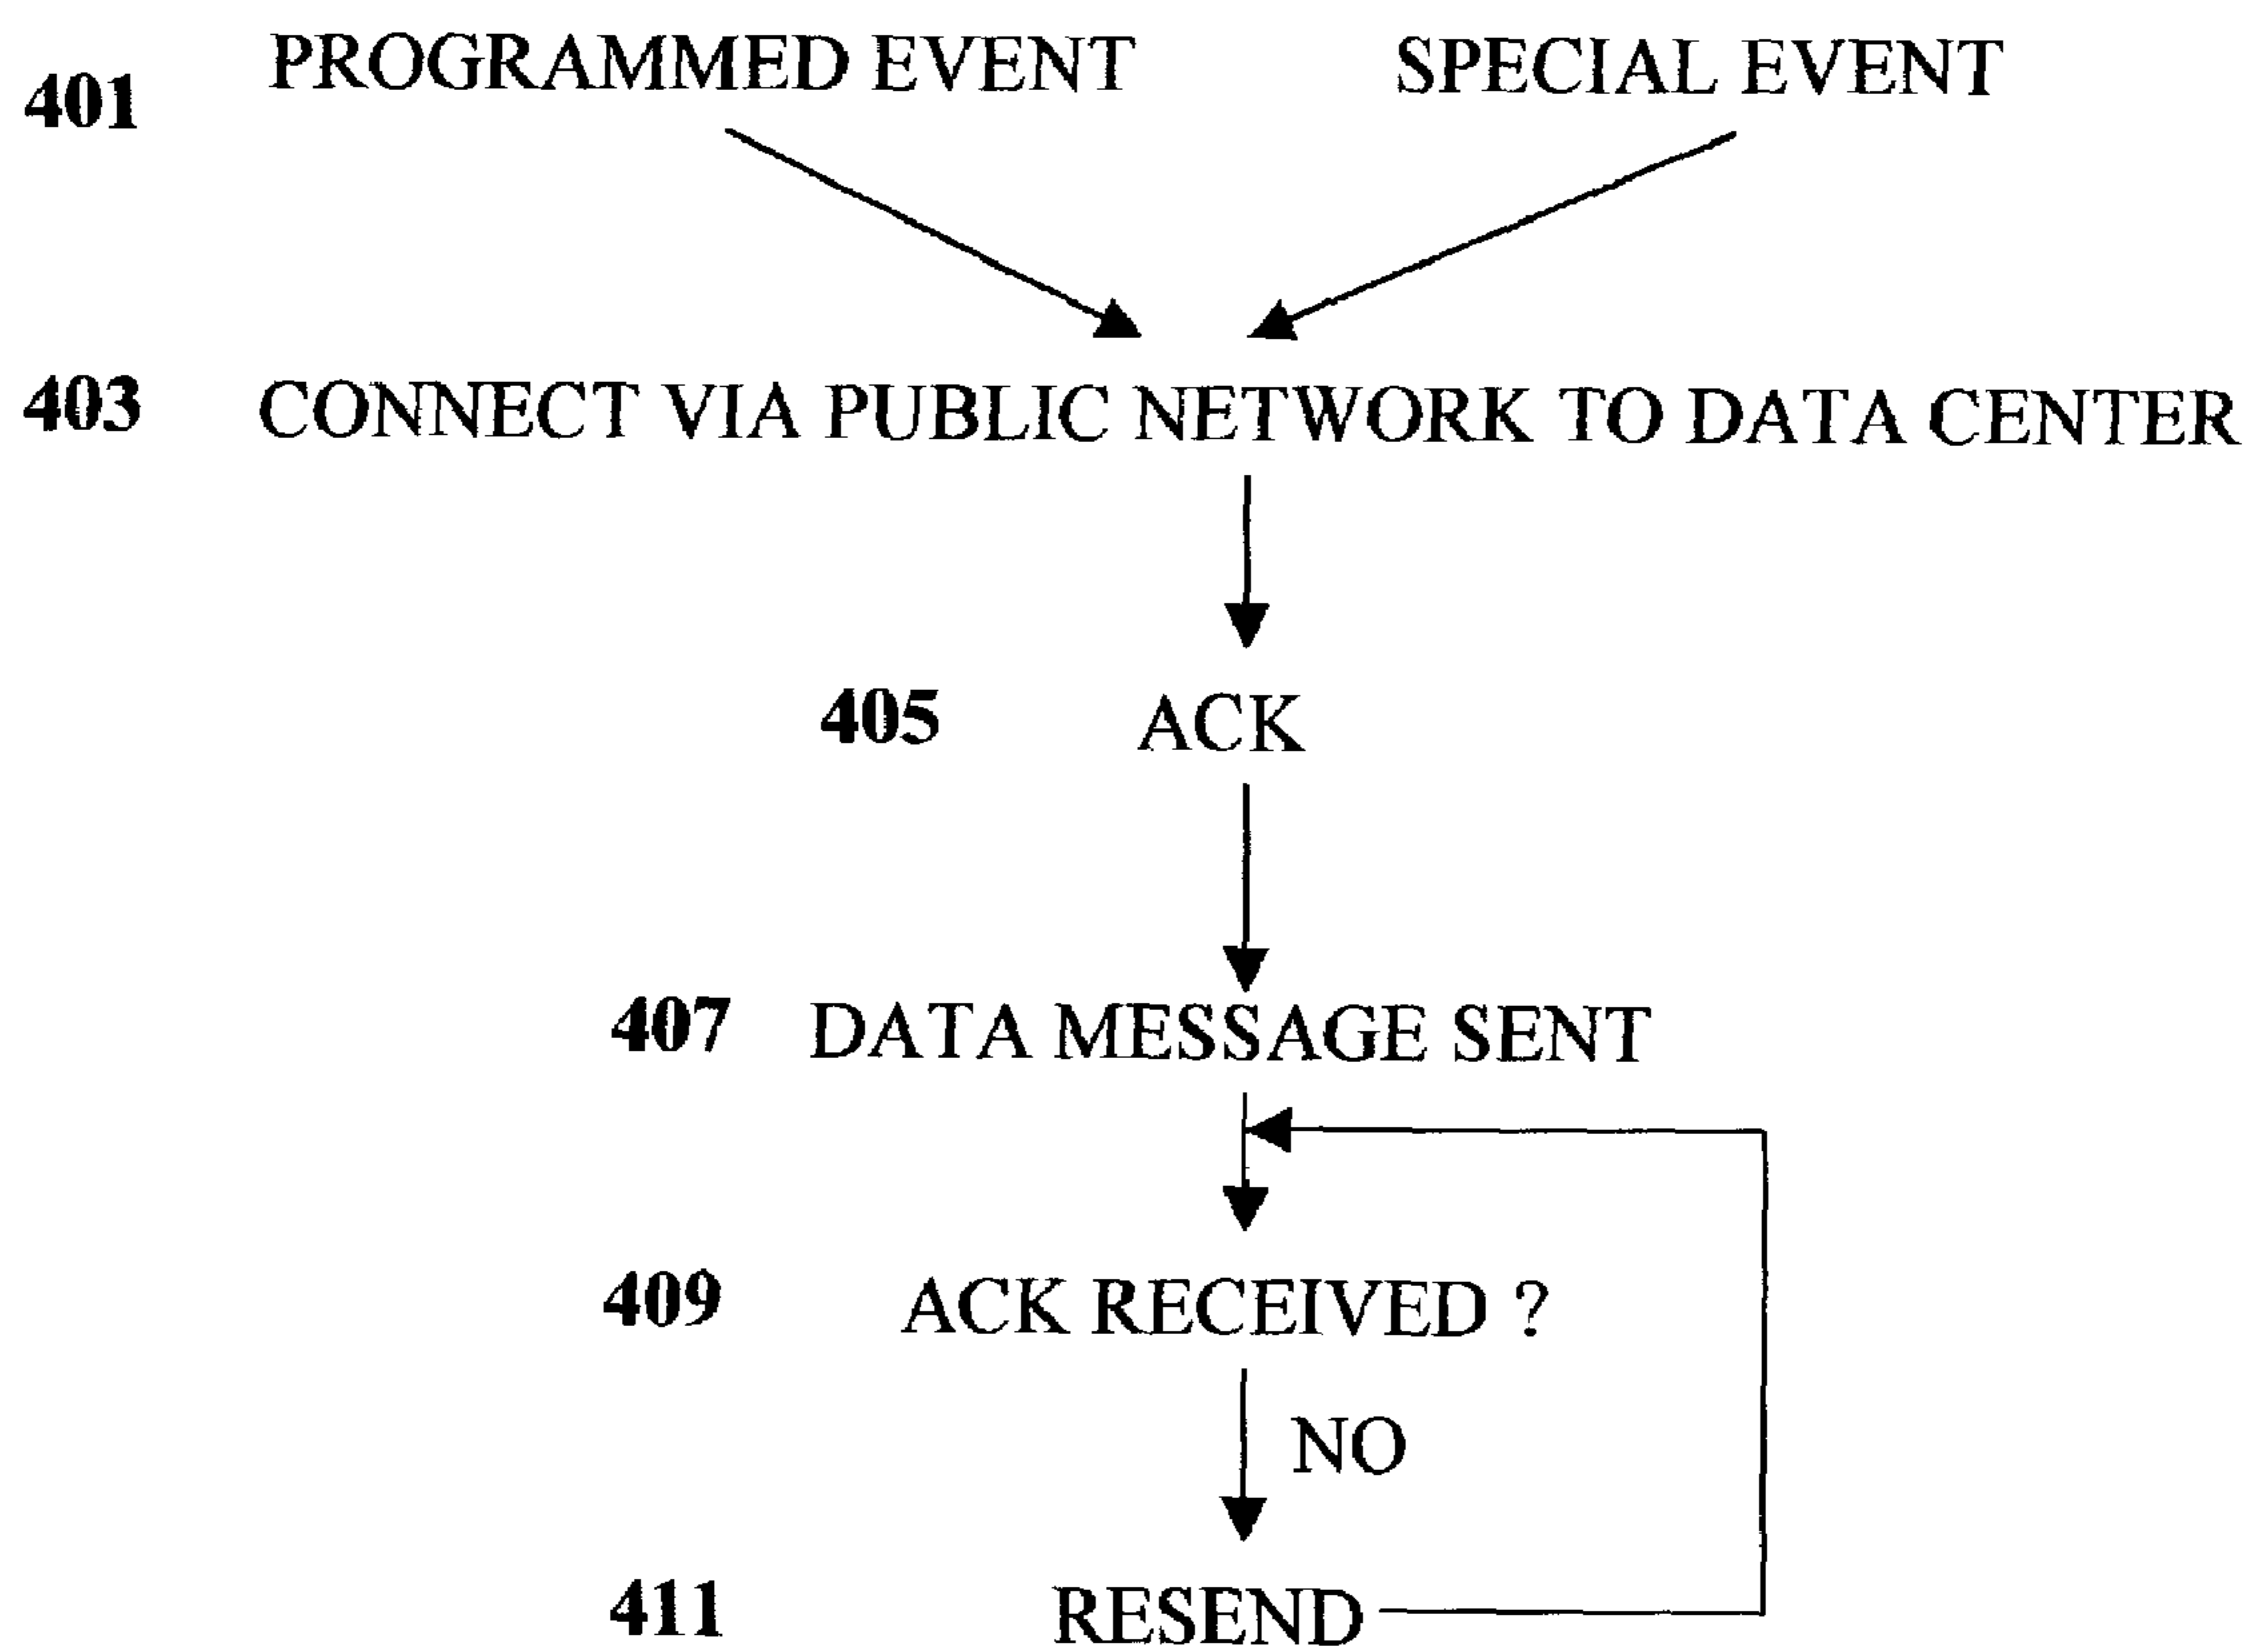 401 PROGRAMMED EVENT SPECIAL EVENT
403 CONNECT VIA PUBLIC NETWORK TO DATA CENTER
405 ACK
407 DATA MESSAGE SENT
409 ACK RECEIVED ?
NO
411 RESEND